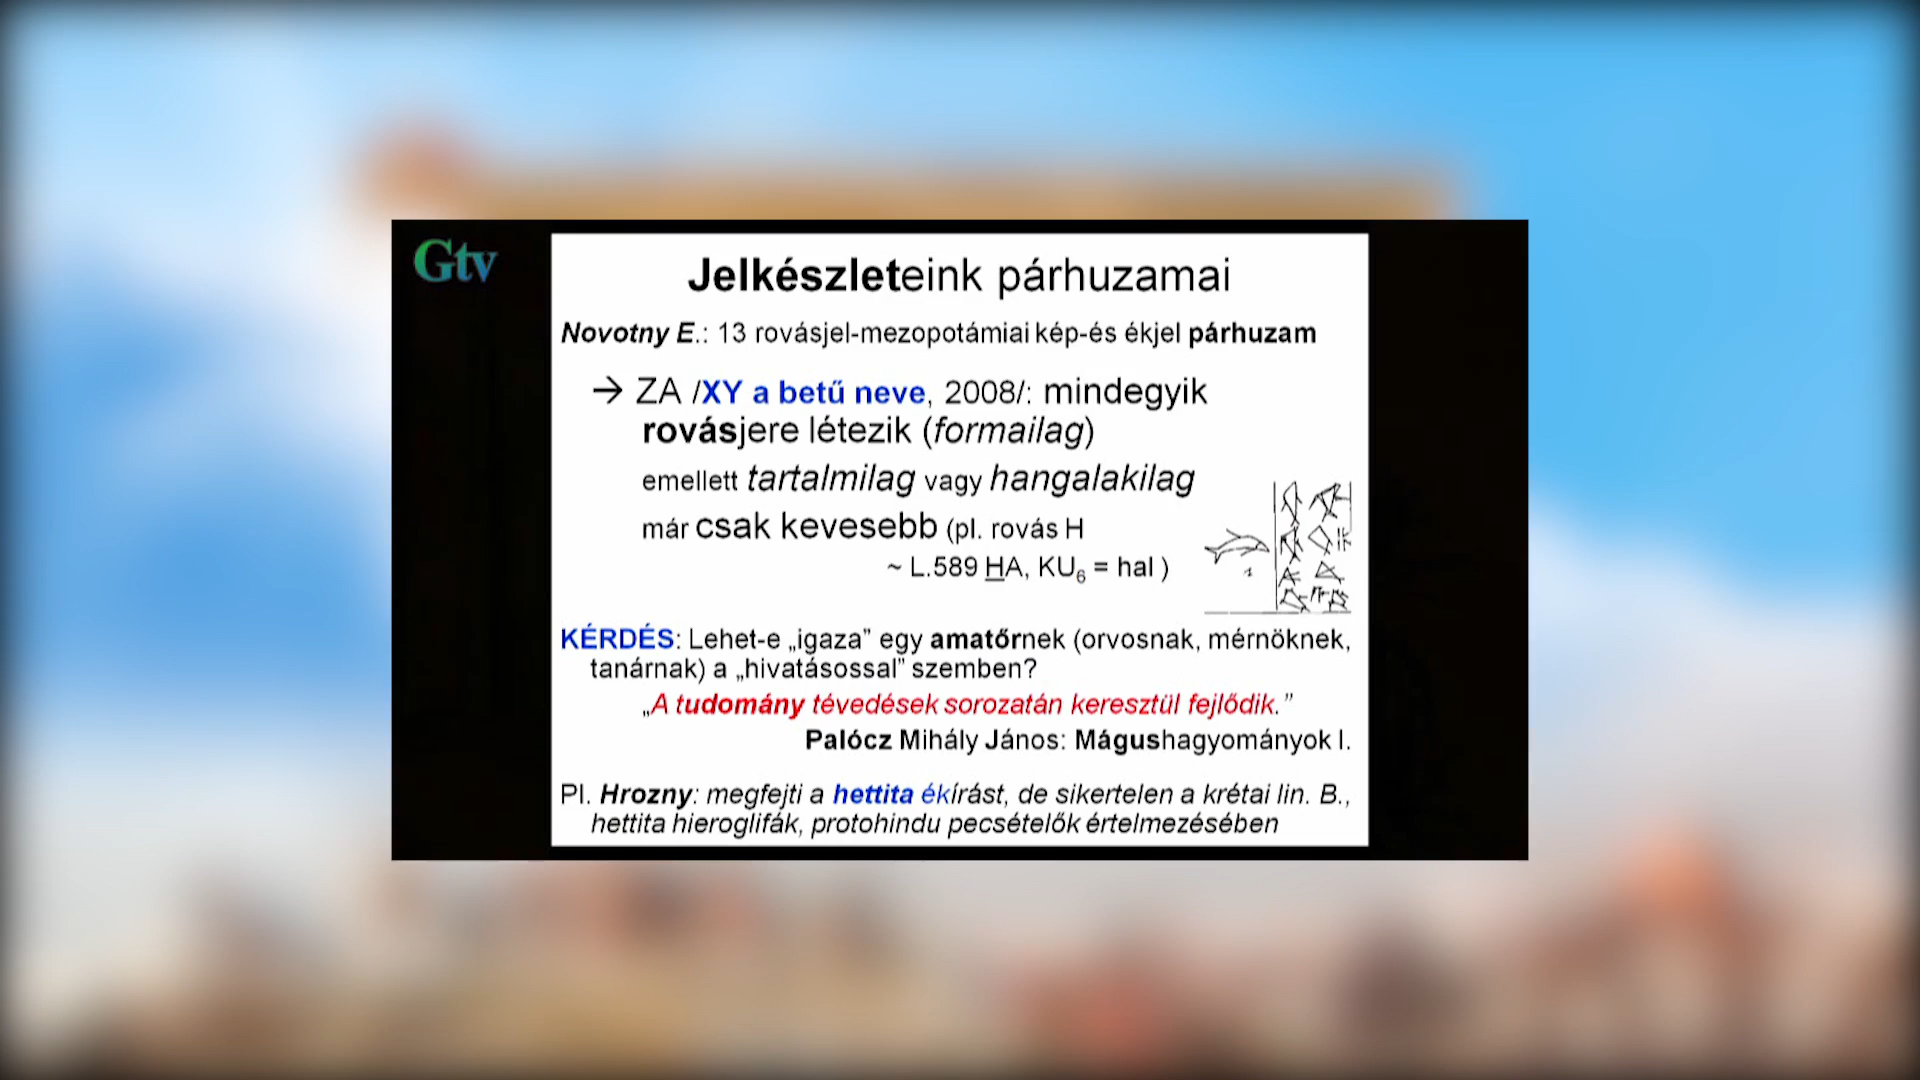 Gtv
Jelkészleteink párhuzamai
Novotny E.: 13 rovásjel-mezopotámiai kép-és ékjel párhuzam
→ ZA /XY a betű neve, 2008/: mindegyik
rovásjere létezik (formailag)
emellett tartalmilag vagy hangalakilag
már csak kevesebb (pl. rovás H
~ L.589 HA, KU₆ = hal )
KÉRDÉS: Lehet-e „igaza” egy amatőrnek (orvosnak, mérnöknek,
tanárnak) a „hivatásossal” szemben?
„A tudomány tévedések sorozatán keresztül fejlődik.”
Palócz Mihály János: Mágushagyományok I.
Pl. Hrozny: megfejti a hettita ékírást, de sikertelen a krétai lin. B.,
hettita hieroglifák, protohindu pecsételők értelmezésében